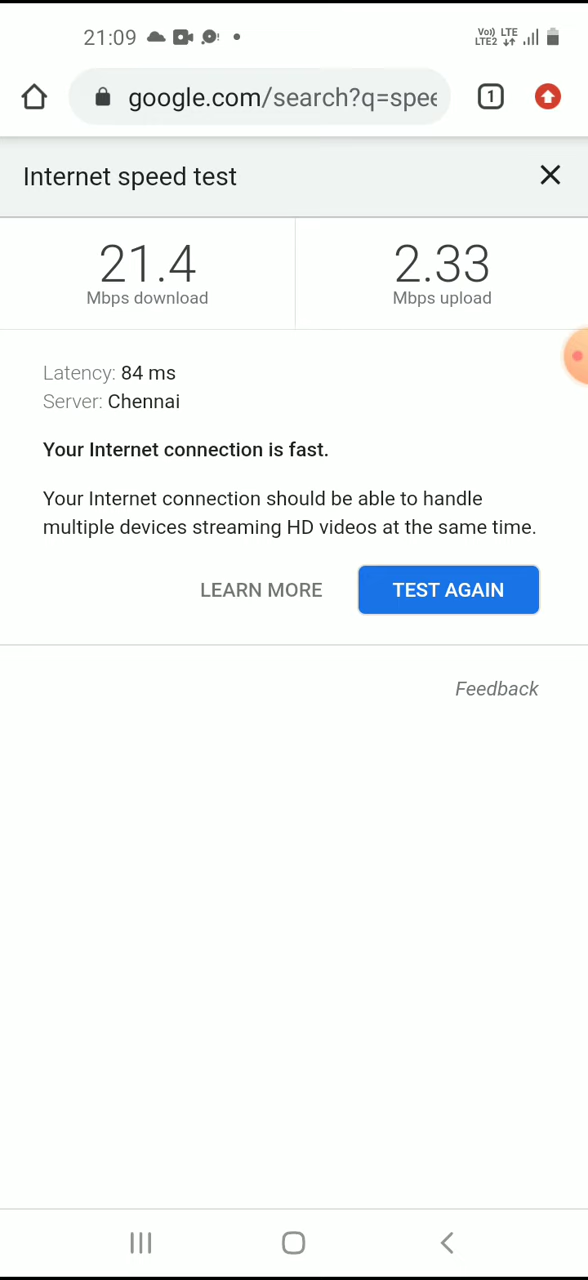 21:09
Vo)) LTE
LTE2
google.com/search?q=spee
1
Internet speed test
21.4
Mbps download
2.33
Mbps upload
Latency: 84 ms
Server: Chennai
Your Internet connection is fast.
Your Internet connection should be able to handle
multiple devices streaming HD videos at the same time.
LEARN MORE
TEST AGAIN
Feedback